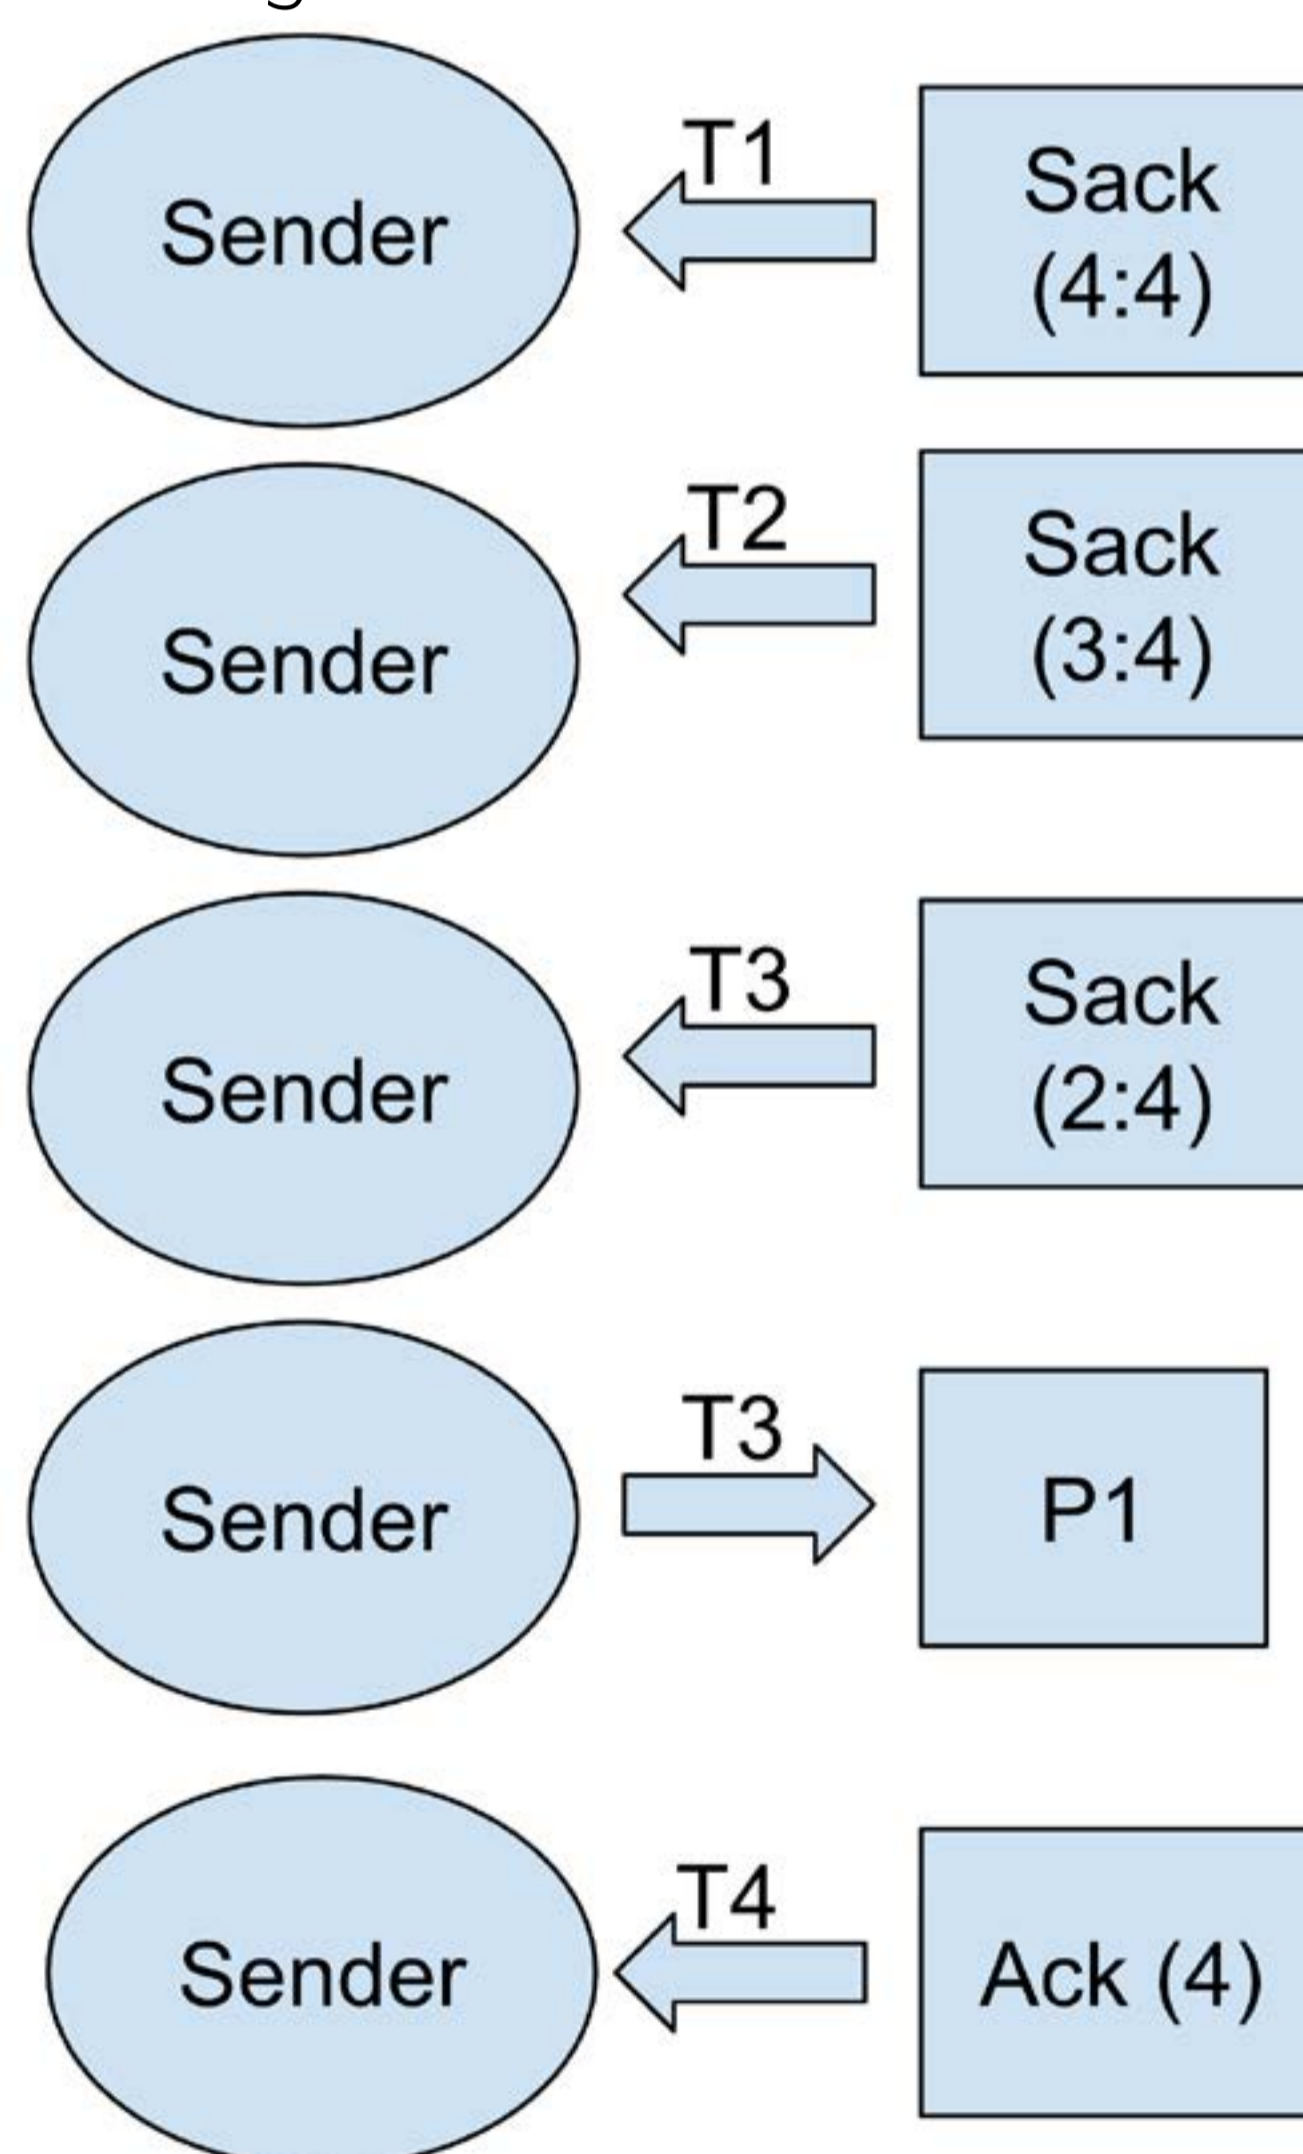 T1
Sender
Sack
(4:4)
T2
Sender
Sack
(3:4)
T3
Sender
Sack
(2:4)
T3
Sender
P1
T4
Sender
Ack (4)